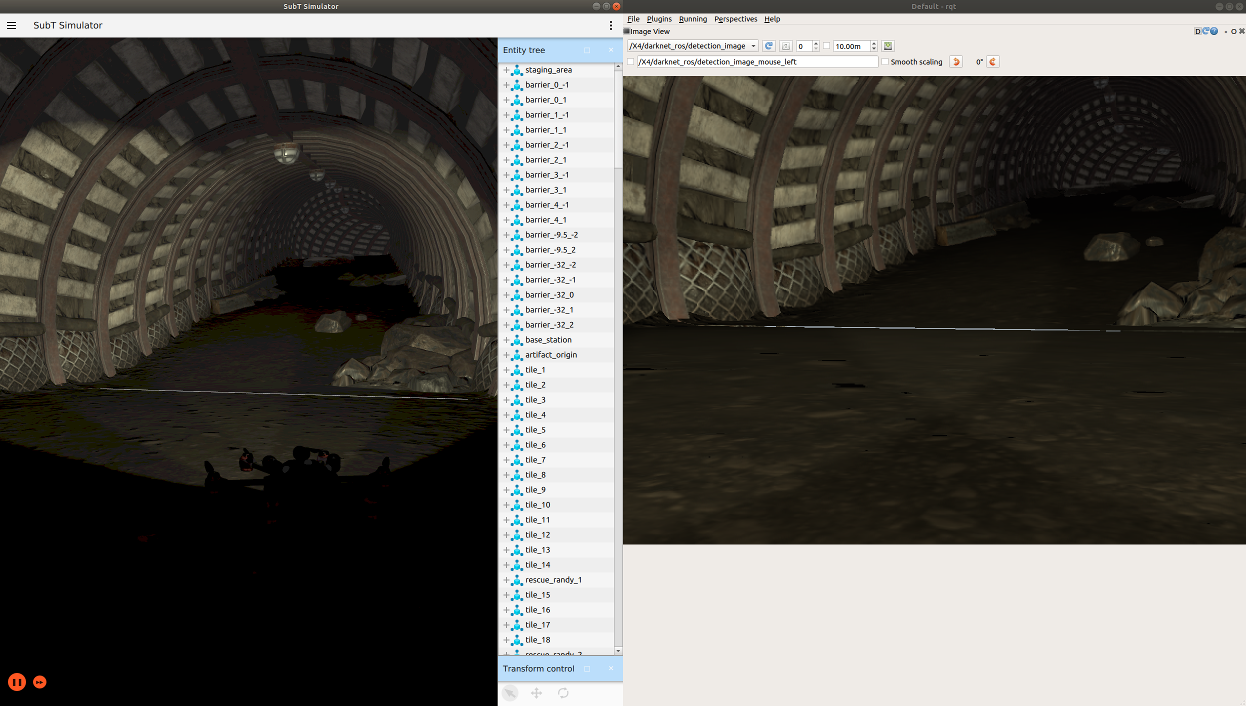 SubT Simulator
SubT Simulator
Entity tree
staging_area
barrier_0_-1
barrier_0_1
barrier_1_-1
barrier_1_1
barrier_2_-1
barrier_2_1
barrier_3_-1
barrier_3_1
barrier_4_-1
barrier_4_1
barrier_-9.5_-2
barrier_-9.5_2
barrier_-32_-2
barrier_-32_-1
barrier_-32_0
barrier_-32_1
barrier_-32_2
base_station
artifact_origin
tile_1
tile_2
tile_3
tile_4
tile_5
tile_6
tile_7
tile_8
tile_9
tile_10
tile_11
tile_12
tile_13
tile_14
rescue_randy_1
tile_15
tile_16
tile_17
tile_18
rescue_randy_2
Transform control
Default - rqt
File Plugins Running Perspectives Help
Image View
D ? - O
/X4/darknet_ros/detection_image 0 10.00m
/X4/darknet_ros/detection_image_mouse_left Smooth scaling 0°